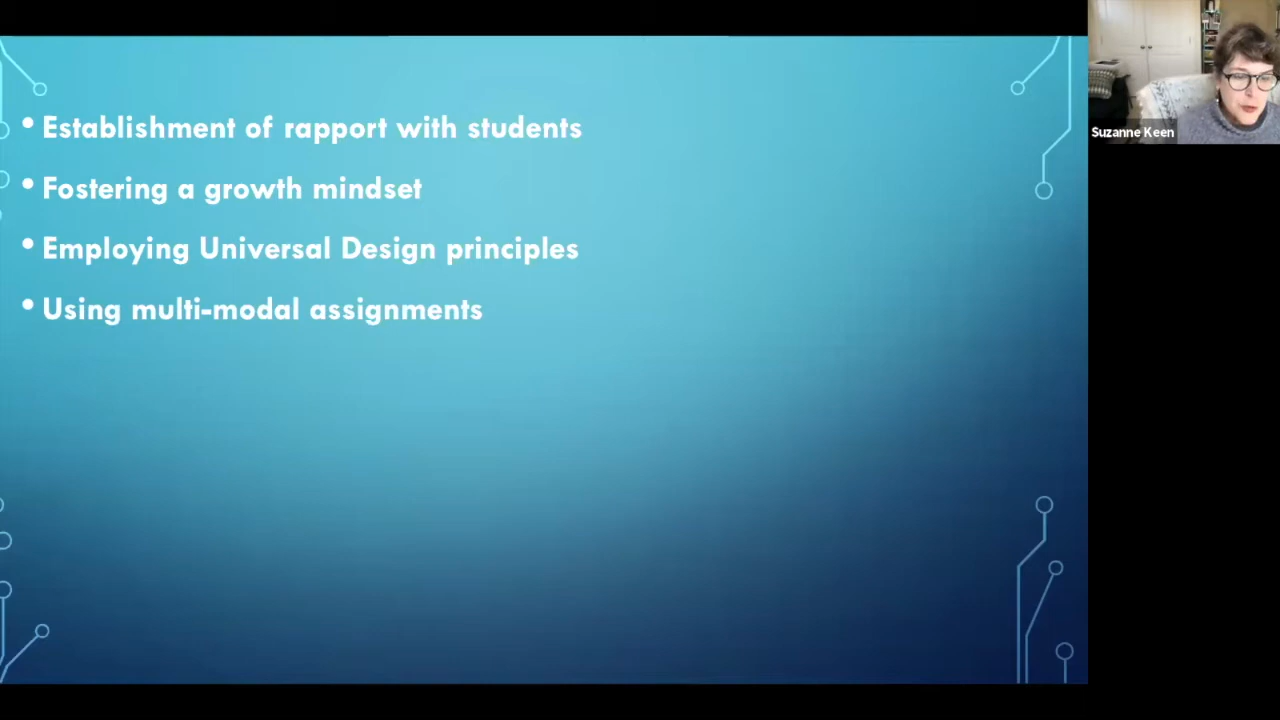 • Establishment of rapport with students
• Fostering a growth mindset
• Employing Universal Design principles
• Using multi-modal assignments
Suzanne Keen